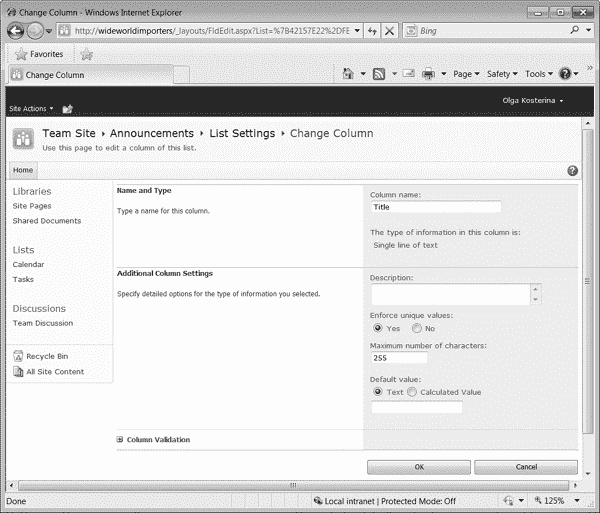 Change Column - Windows Internet Explorer
http://wideworldimporters/_layouts/FldEdit.aspx?List=%7B42157E22%2DFE
Bing
Favorites
Change Column
Page Safety Tools
Site Actions
Olga Kosterina
Team Site Announcements List Settings Change Column
Use this page to edit a column of this list.
Home
Libraries
Site Pages
Shared Documents
Lists
Calendar
Tasks
Discussions
Team Discussion
Recycle Bin
All Site Content
Name and Type
Type a name for this column.
Column name:
Title
The type of information in this column is:
Single line of text
Additional Column Settings
Specify detailed options for the type of information you selected.
Description:
Enforce unique values:
Yes No
Maximum number of characters:
255
Default value:
Text Calculated Value
Column Validation
OK Cancel
Done
Local intranet | Protected Mode: Off
125%